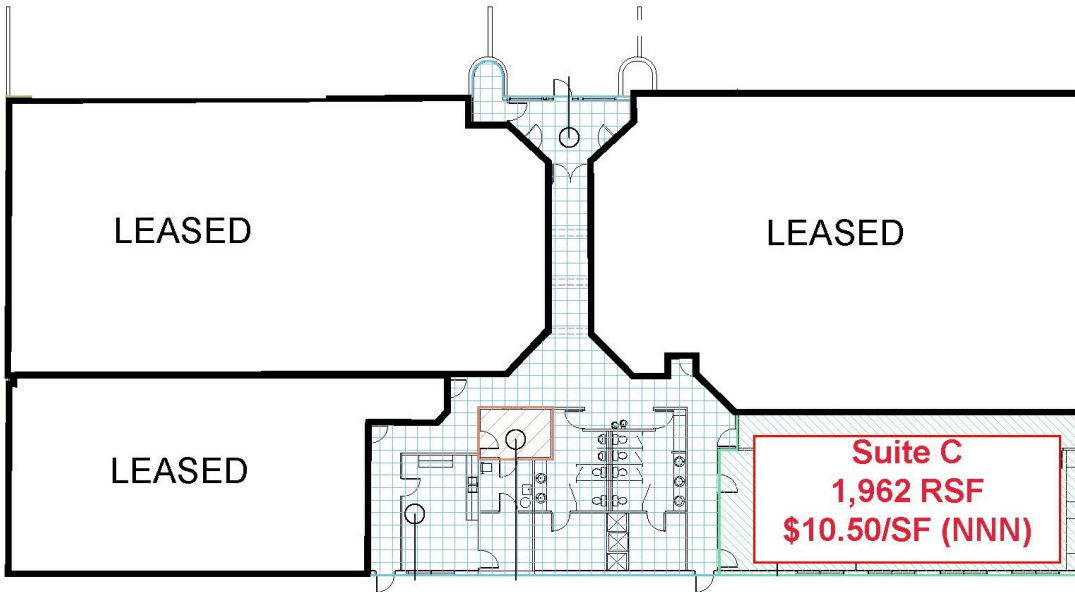 LEASED
LEASED
LEASED
Suite C
1,962 RSF
$10.50/SF (NNN)